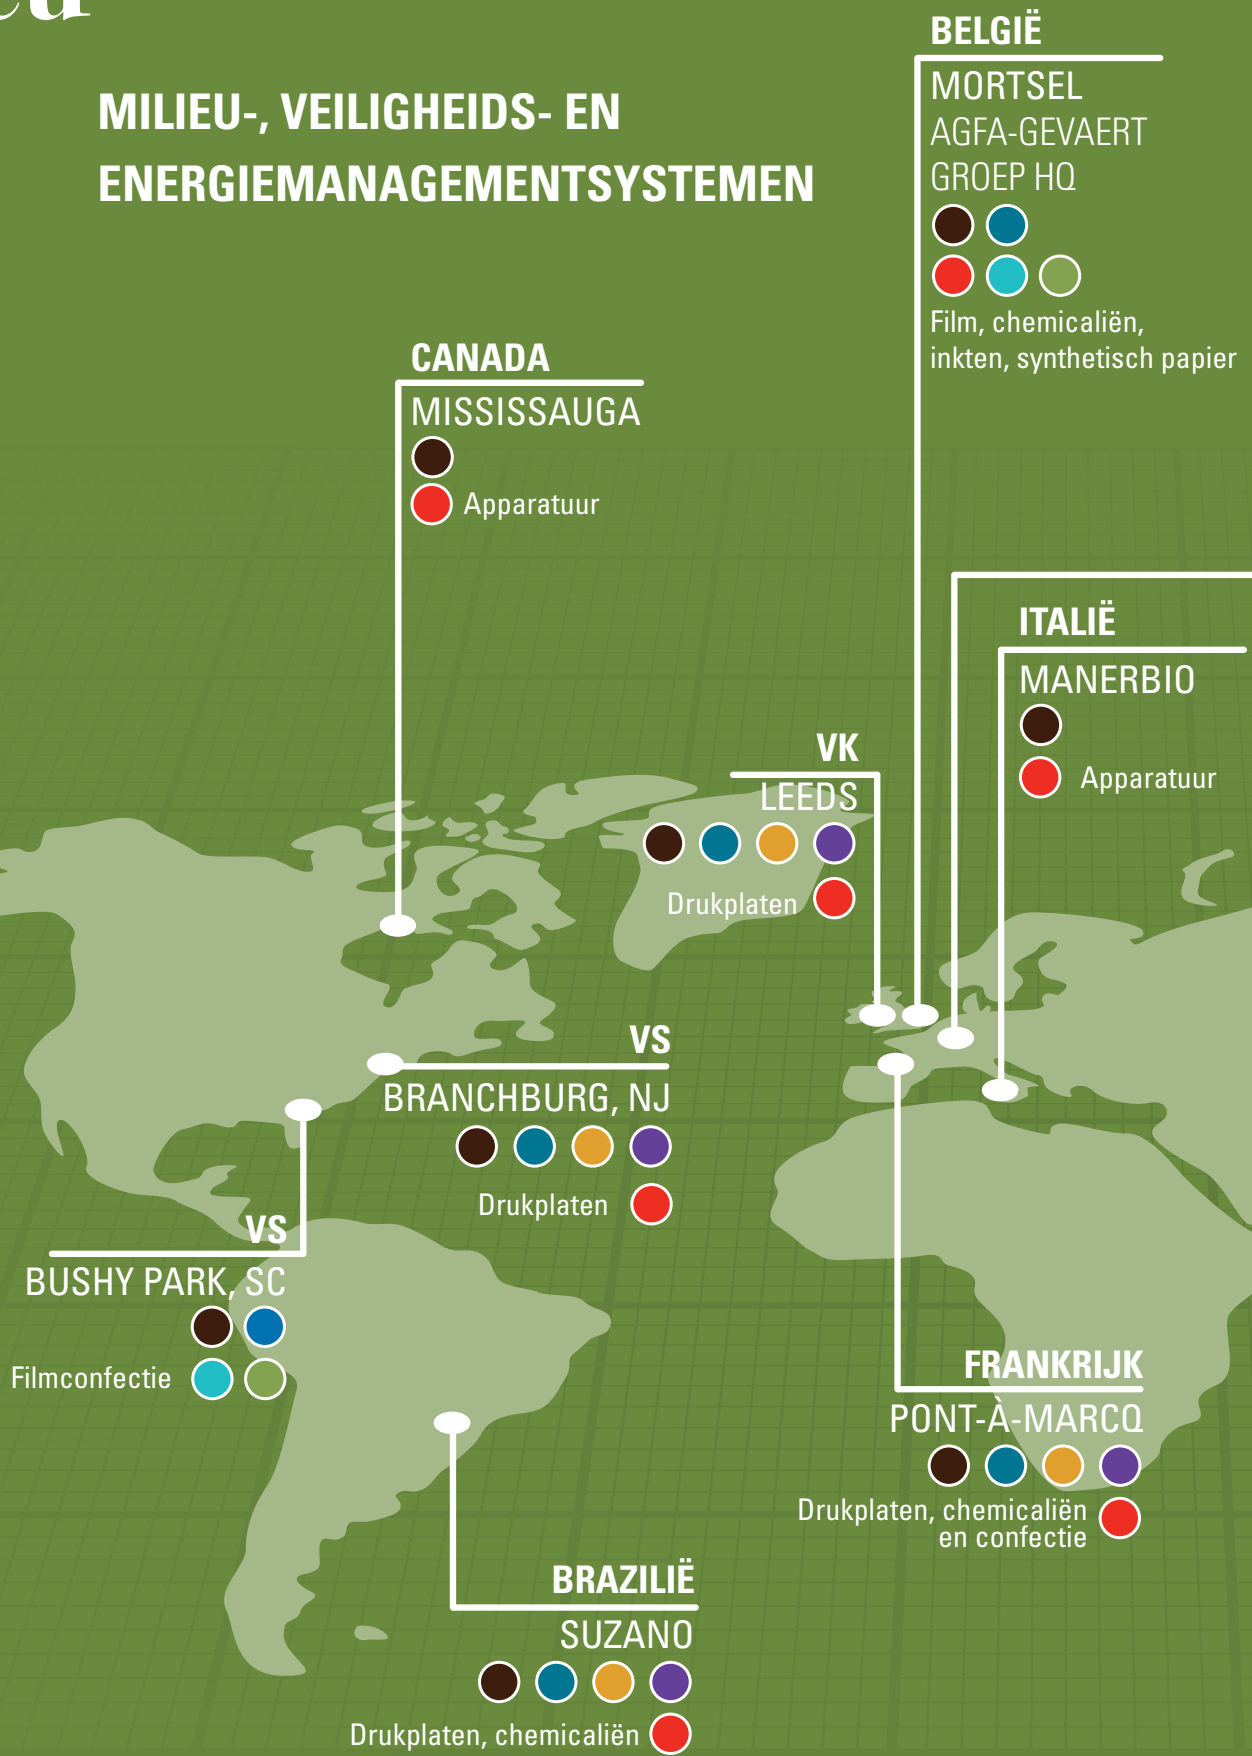 MILIEU-, VEILIGHEIDS- EN
ENERGIEMANAGEMENTSYSTEMEN
BELGIË
MORTSEL
AGFA-GEVAERT
GROEP HQ
Film, chemicaliën,
inkten, synthetisch papier
CANADA
MISSISSAUGA
Apparatuur
ITALIË
MANERBIO
Apparatuur
VK
LEEDS
Drukplaten
VS
BRANCHBURG, NJ
Drukplaten
VS
BUSHY PARK, SC
Filmconfectie
FRANKRIJK
PONT-À-MARCQ
Drukplaten, chemicaliën
en confectie
BRAZILIË
SUZANO
Drukplaten, chemicaliën